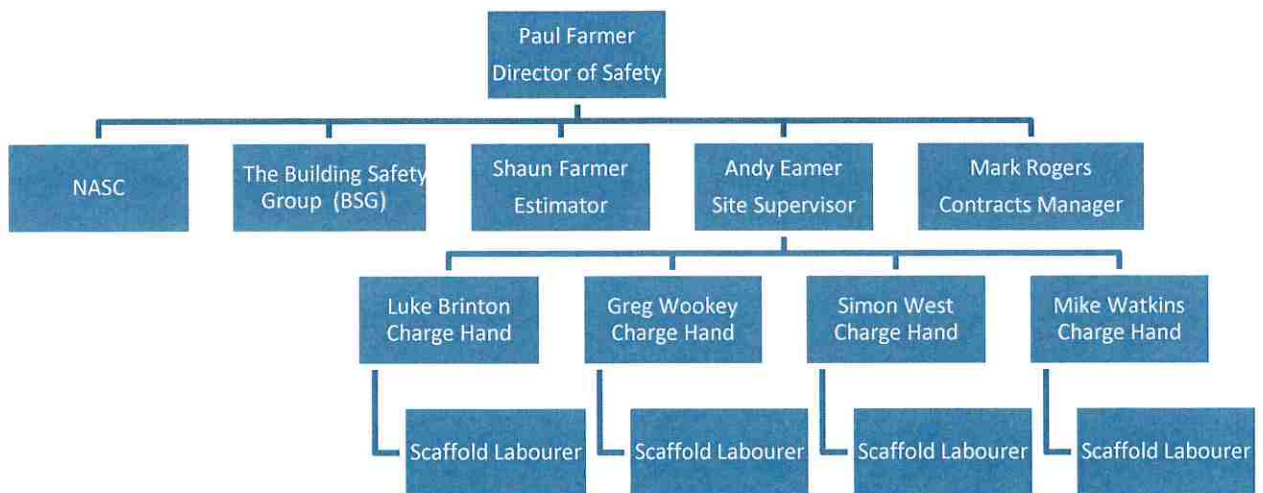 Paul Farmer
Director of Safety
NASC
The Building Safety
Group (BSG)
Shaun Farmer
Estimator
Andy Eamer
Site Supervisor
Mark Rogers
Contracts Manager
Luke Brinton
Charge Hand
Greg Wookey
Charge Hand
Simon West
Charge Hand
Mike Watkins
Charge Hand
Scaffold Labourer
Scaffold Labourer
Scaffold Labourer
Scaffold Labourer